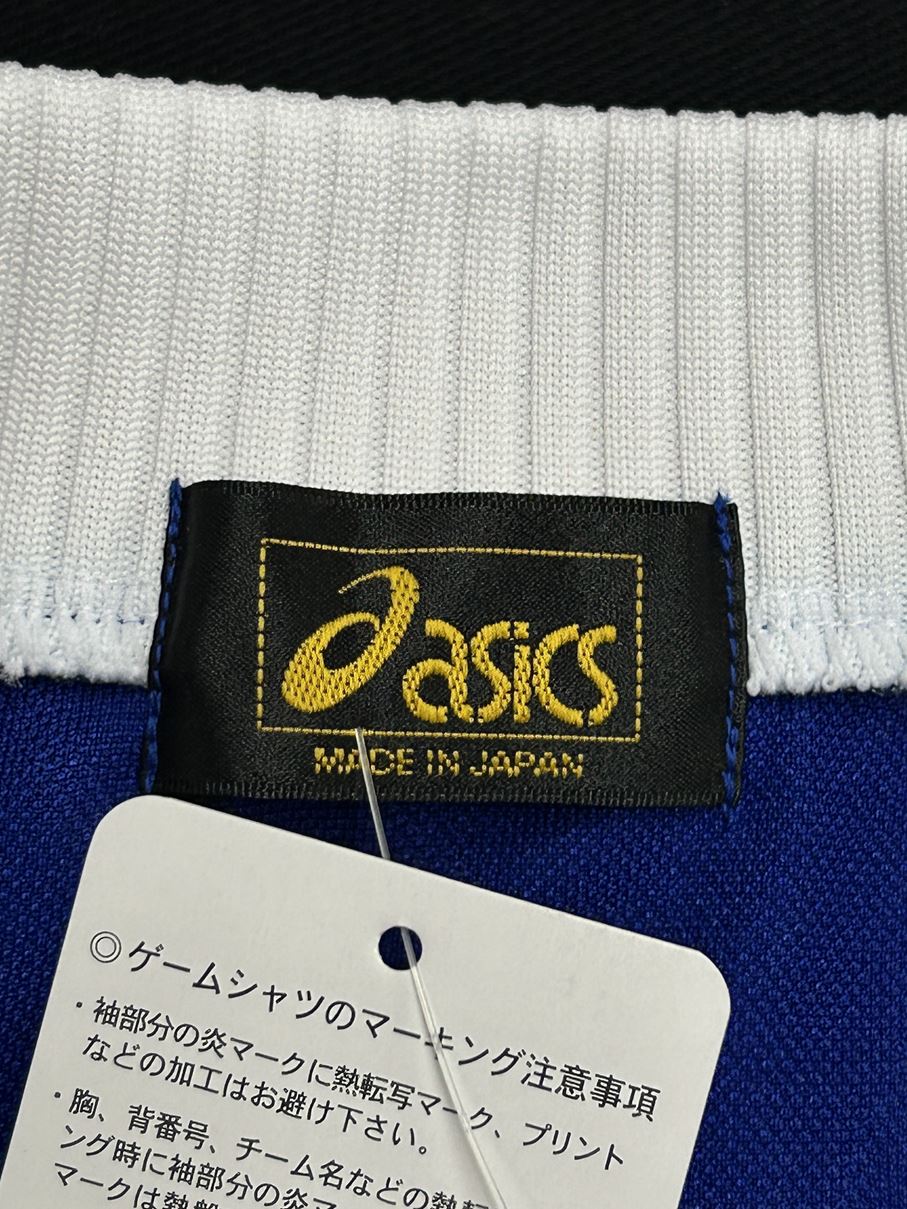 asics
MADE IN JAPAN
◎ゲームシャツのマーキング注意事項
・袖部分の炎マークに熱転写マーク、プリント
などの加工はお避け下さい。
・胸、背番号、チーム名などの熱転
ング時に袖部分の炎マ
マークは熱